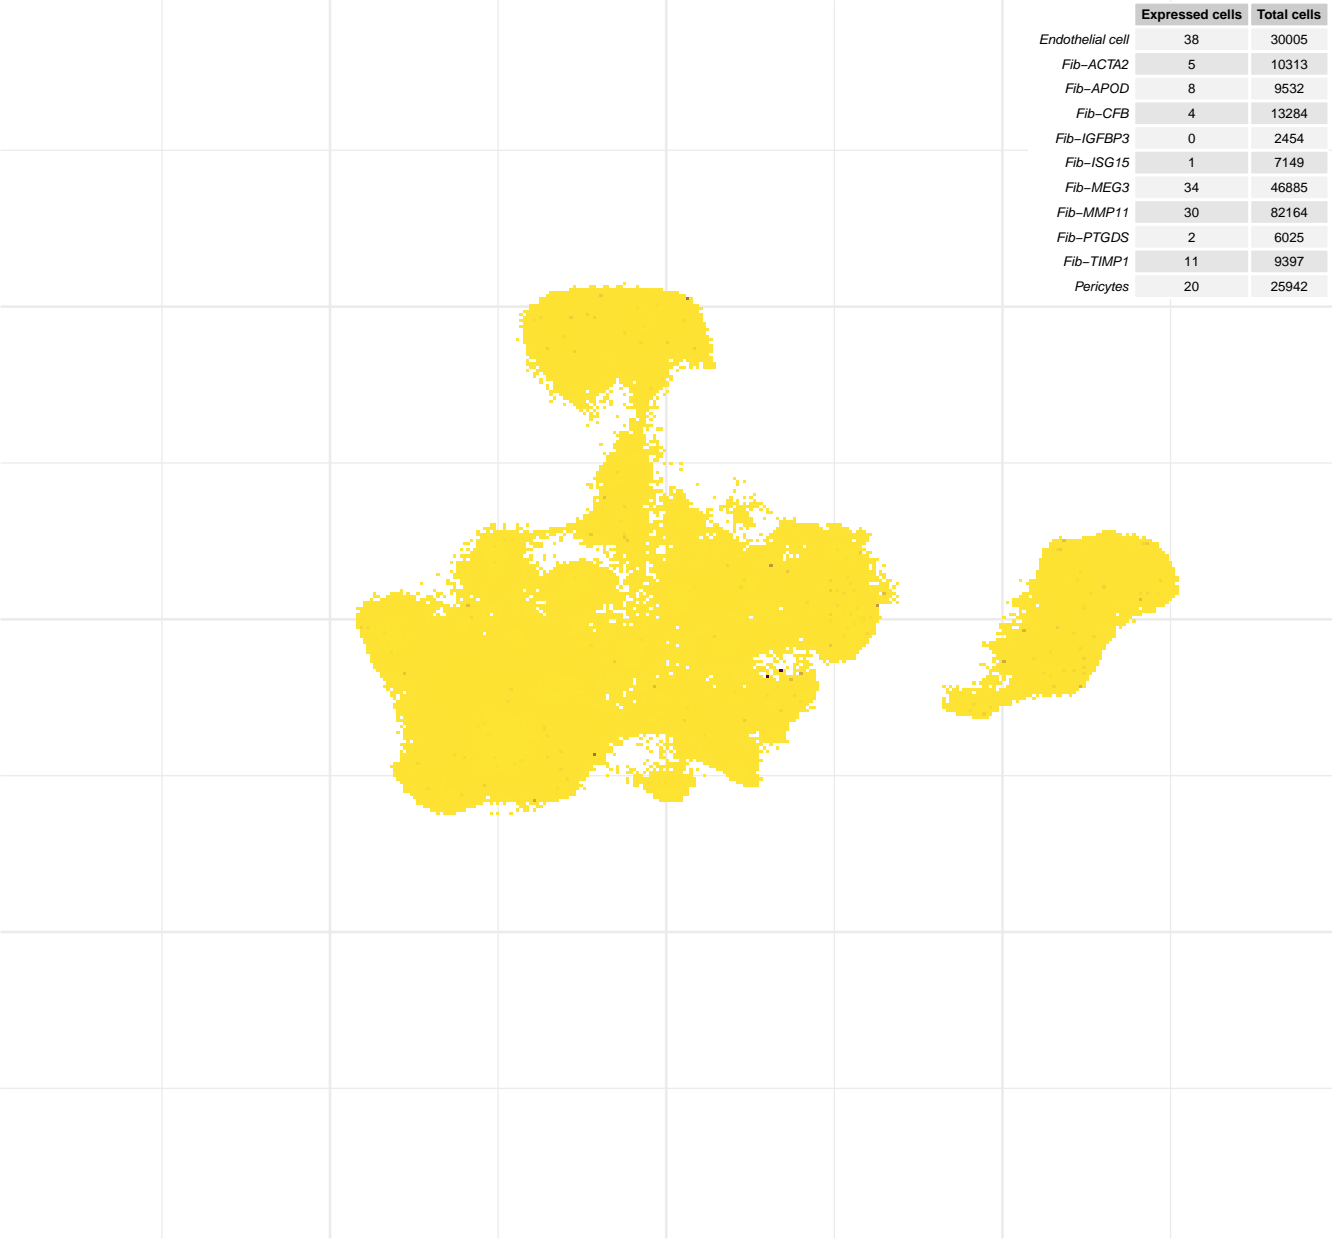 Expressed cells Total cells
Endothelial cell 38 30005
Fib−ACTA2 5 10313
Fib−APOD 8 9532
Fib−CFB 4 13284
Fib−IGFBP3 0 2454
Fib−ISG15 1 7149
Fib−MEG3 34 46885
Fib−MMP11 30 82164
Fib−PTGDS 2 6025
Fib−TIMP1 11 9397
Pericytes 20 25942